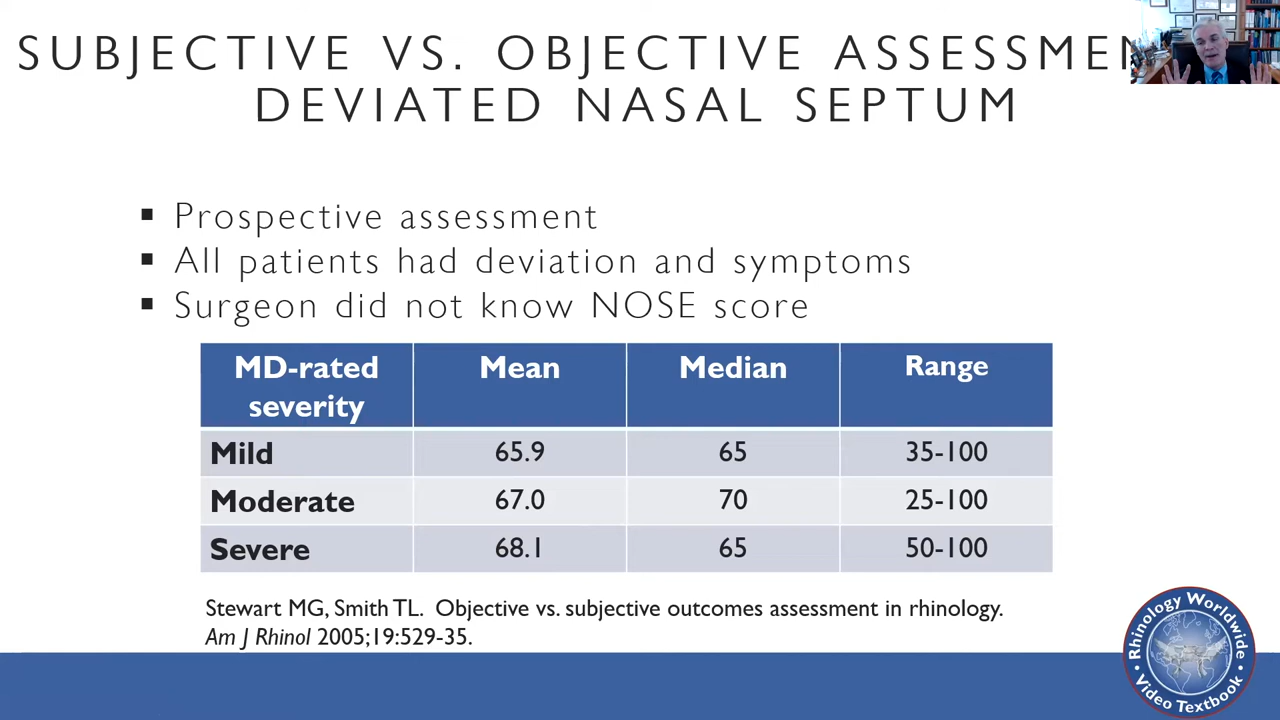 SUBJECTIVE VS. OBJECTIVE ASSESSMEN
DEVIATED NASAL SEPTUM
▪ Prospective assessment
▪ All patients had deviation and symptoms
▪ Surgeon did not know NOSE score
MD-rated severity Mean Median Range
Mild 65.9 65 35-100
Moderate 67.0 70 25-100
Severe 68.1 65 50-100
Stewart MG, Smith TL. Objective vs. subjective outcomes assessment in rhinology.
Am J Rhinol 2005;19:529-35.
Rhinology Worldwide
• Video Textbook •